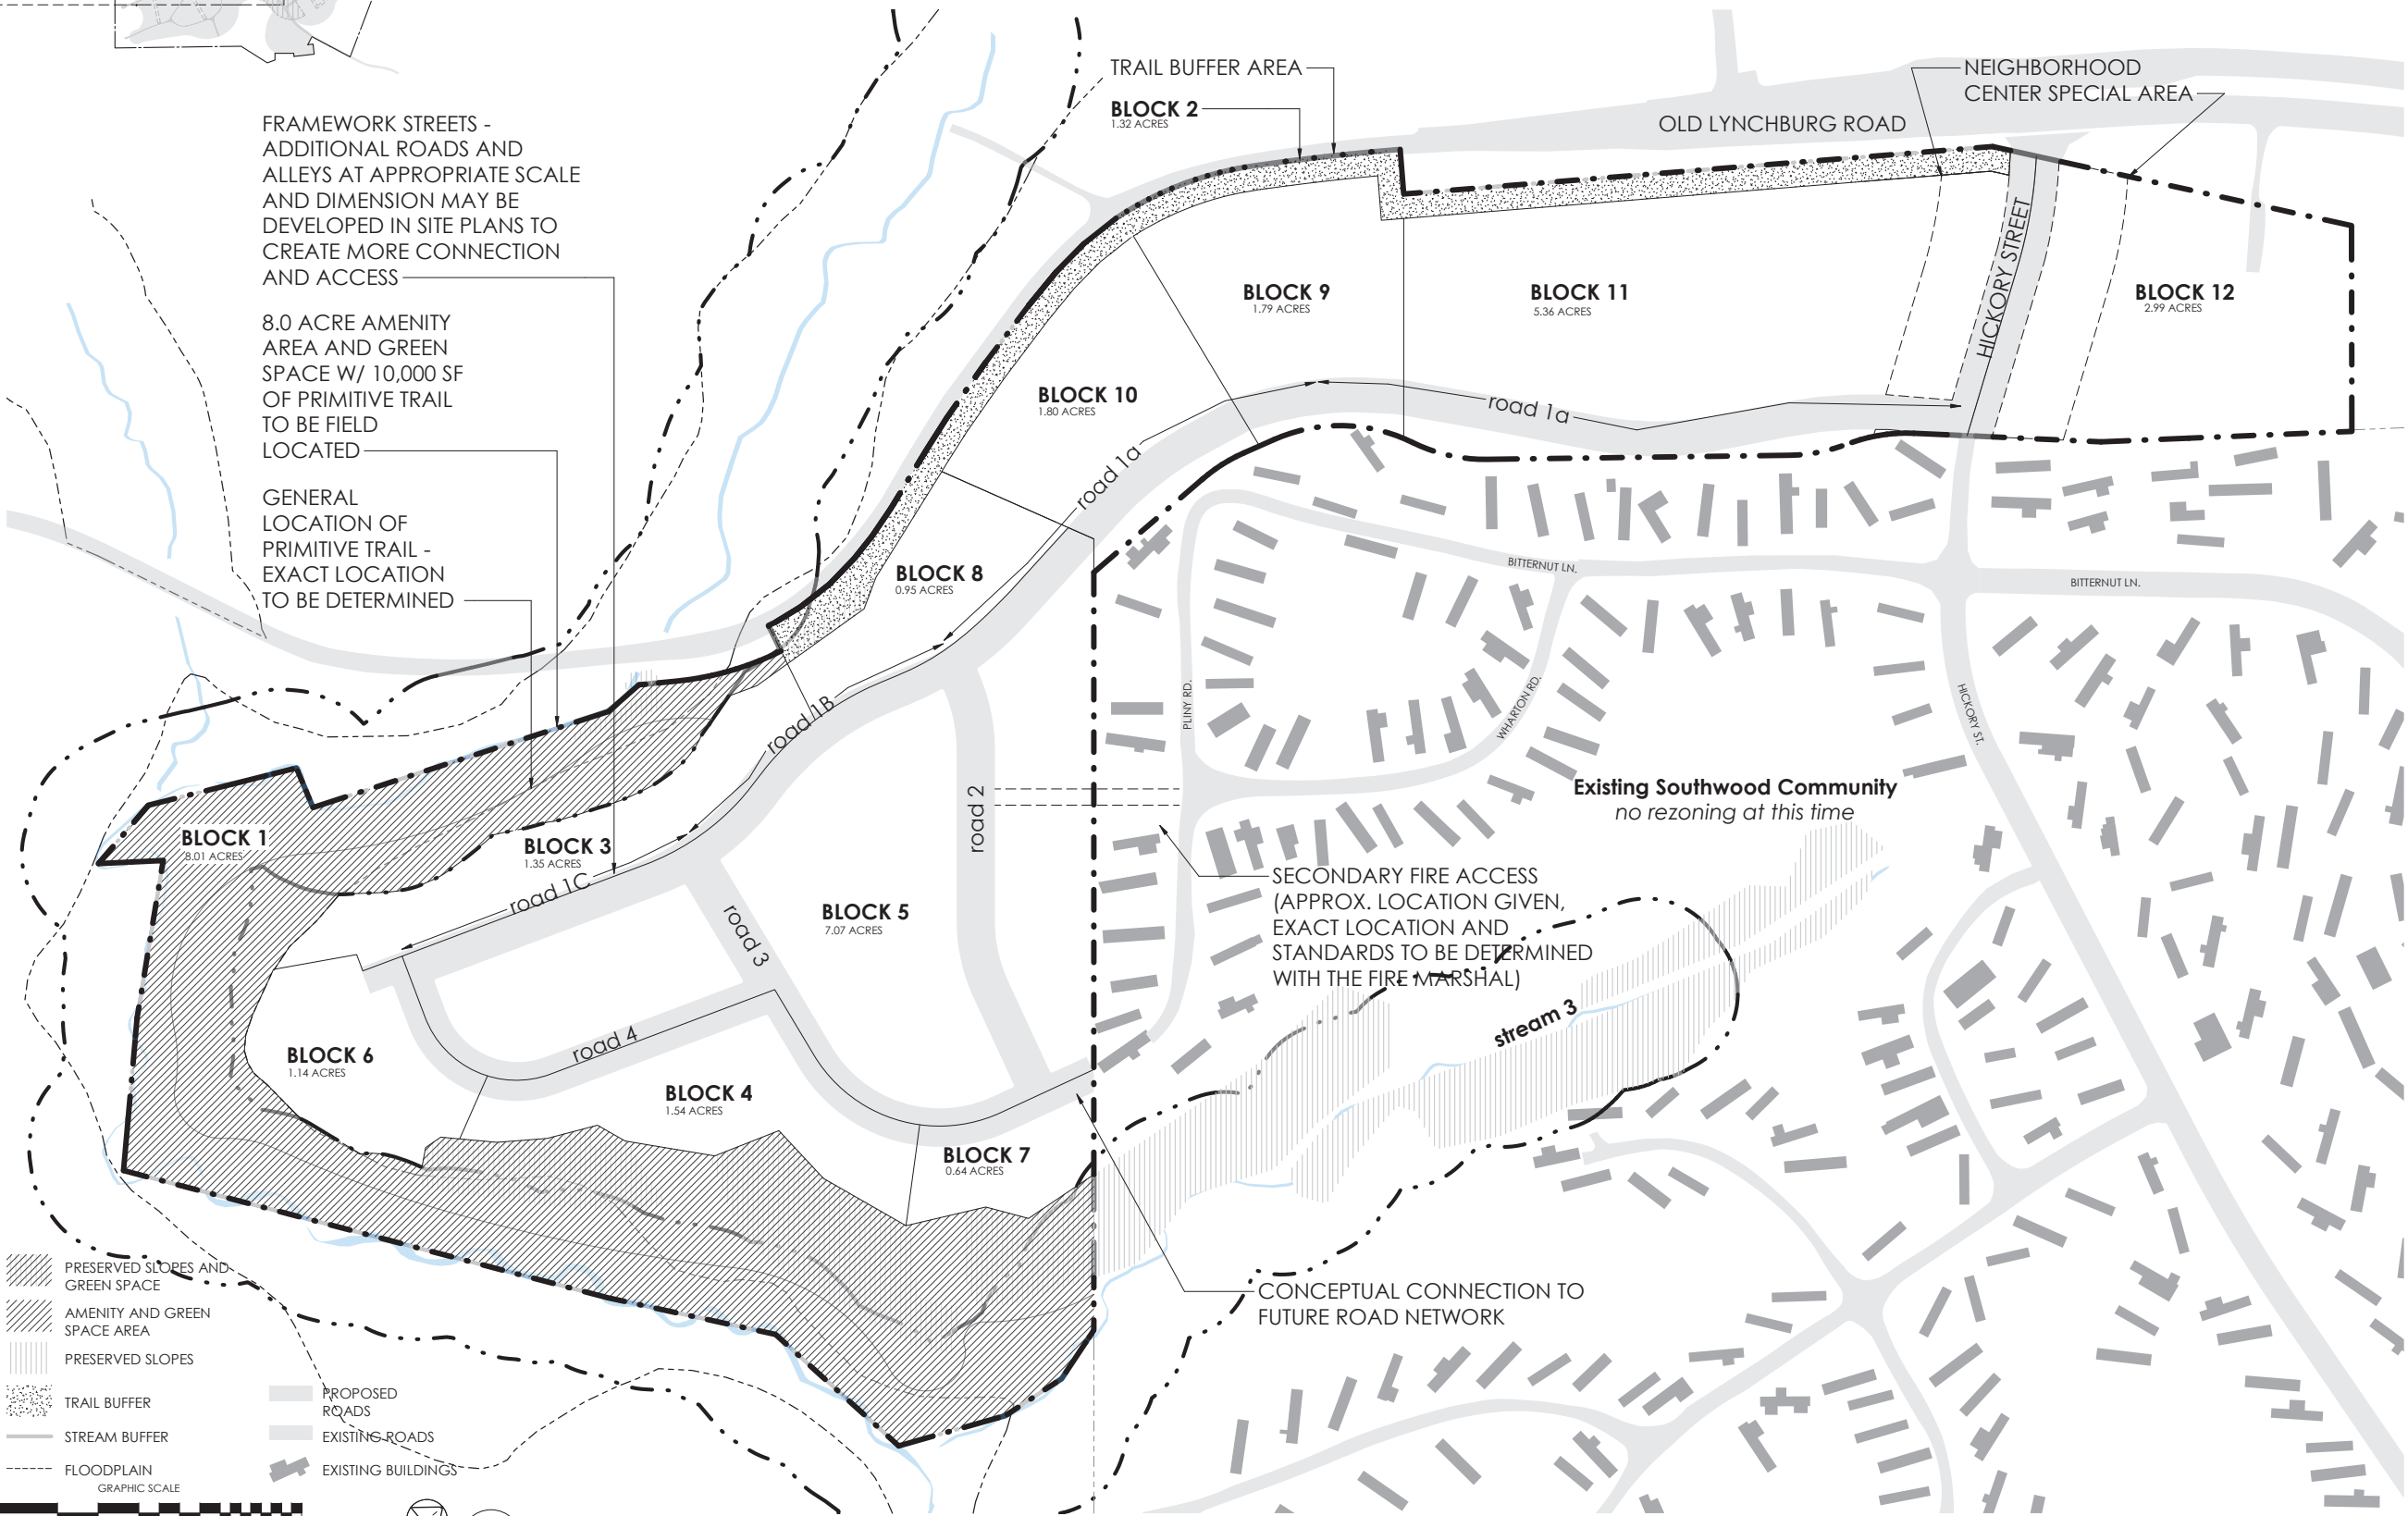 TRAIL BUFFER AREA
BLOCK 2
1.32 ACRES
NEIGHBORHOOD
CENTER SPECIAL AREA
OLD LYNCHBURG ROAD
FRAMEWORK STREETS -
ADDITIONAL ROADS AND
ALLEYS AT APPROPRIATE SCALE
AND DIMENSION MAY BE
DEVELOPED IN SITE PLANS TO
CREATE MORE CONNECTION
AND ACCESS
8.0 ACRE AMENITY
AREA AND GREEN
SPACE W/ 10,000 SF
OF PRIMITIVE TRAIL
TO BE FIELD
LOCATED
GENERAL
LOCATION OF
PRIMITIVE TRAIL -
EXACT LOCATION
TO BE DETERMINED
BLOCK 9
1.79 ACRES
BLOCK 11
5.36 ACRES
HICKORY STREET
BLOCK 12
2.99 ACRES
BLOCK 10
1.80 ACRES
road 1a
road 1a
BLOCK 8
0.95 ACRES
BITTERNUT LN.
BITTERNUT LN.
PLINY RD.
WHARTON RD.
HICKORY ST.
road 1B
road 2
Existing Southwood Community
no rezoning at this time
BLOCK 1
8.01 ACRES
BLOCK 3
1.35 ACRES
road 1C
road 3
BLOCK 5
7.07 ACRES
SECONDARY FIRE ACCESS
(APPROX. LOCATION GIVEN,
EXACT LOCATION AND
STANDARDS TO BE DETERMINED
WITH THE FIRE MARSHAL)
stream 3
BLOCK 6
1.14 ACRES
road 4
BLOCK 4
1.54 ACRES
BLOCK 7
0.64 ACRES
CONCEPTUAL CONNECTION TO
FUTURE ROAD NETWORK
PRESERVED SLOPES AND
GREEN SPACE
AMENITY AND GREEN
SPACE AREA
PRESERVED SLOPES
TRAIL BUFFER
STREAM BUFFER
FLOODPLAIN
PROPOSED
ROADS
EXISTING ROADS
EXISTING BUILDINGS
GRAPHIC SCALE